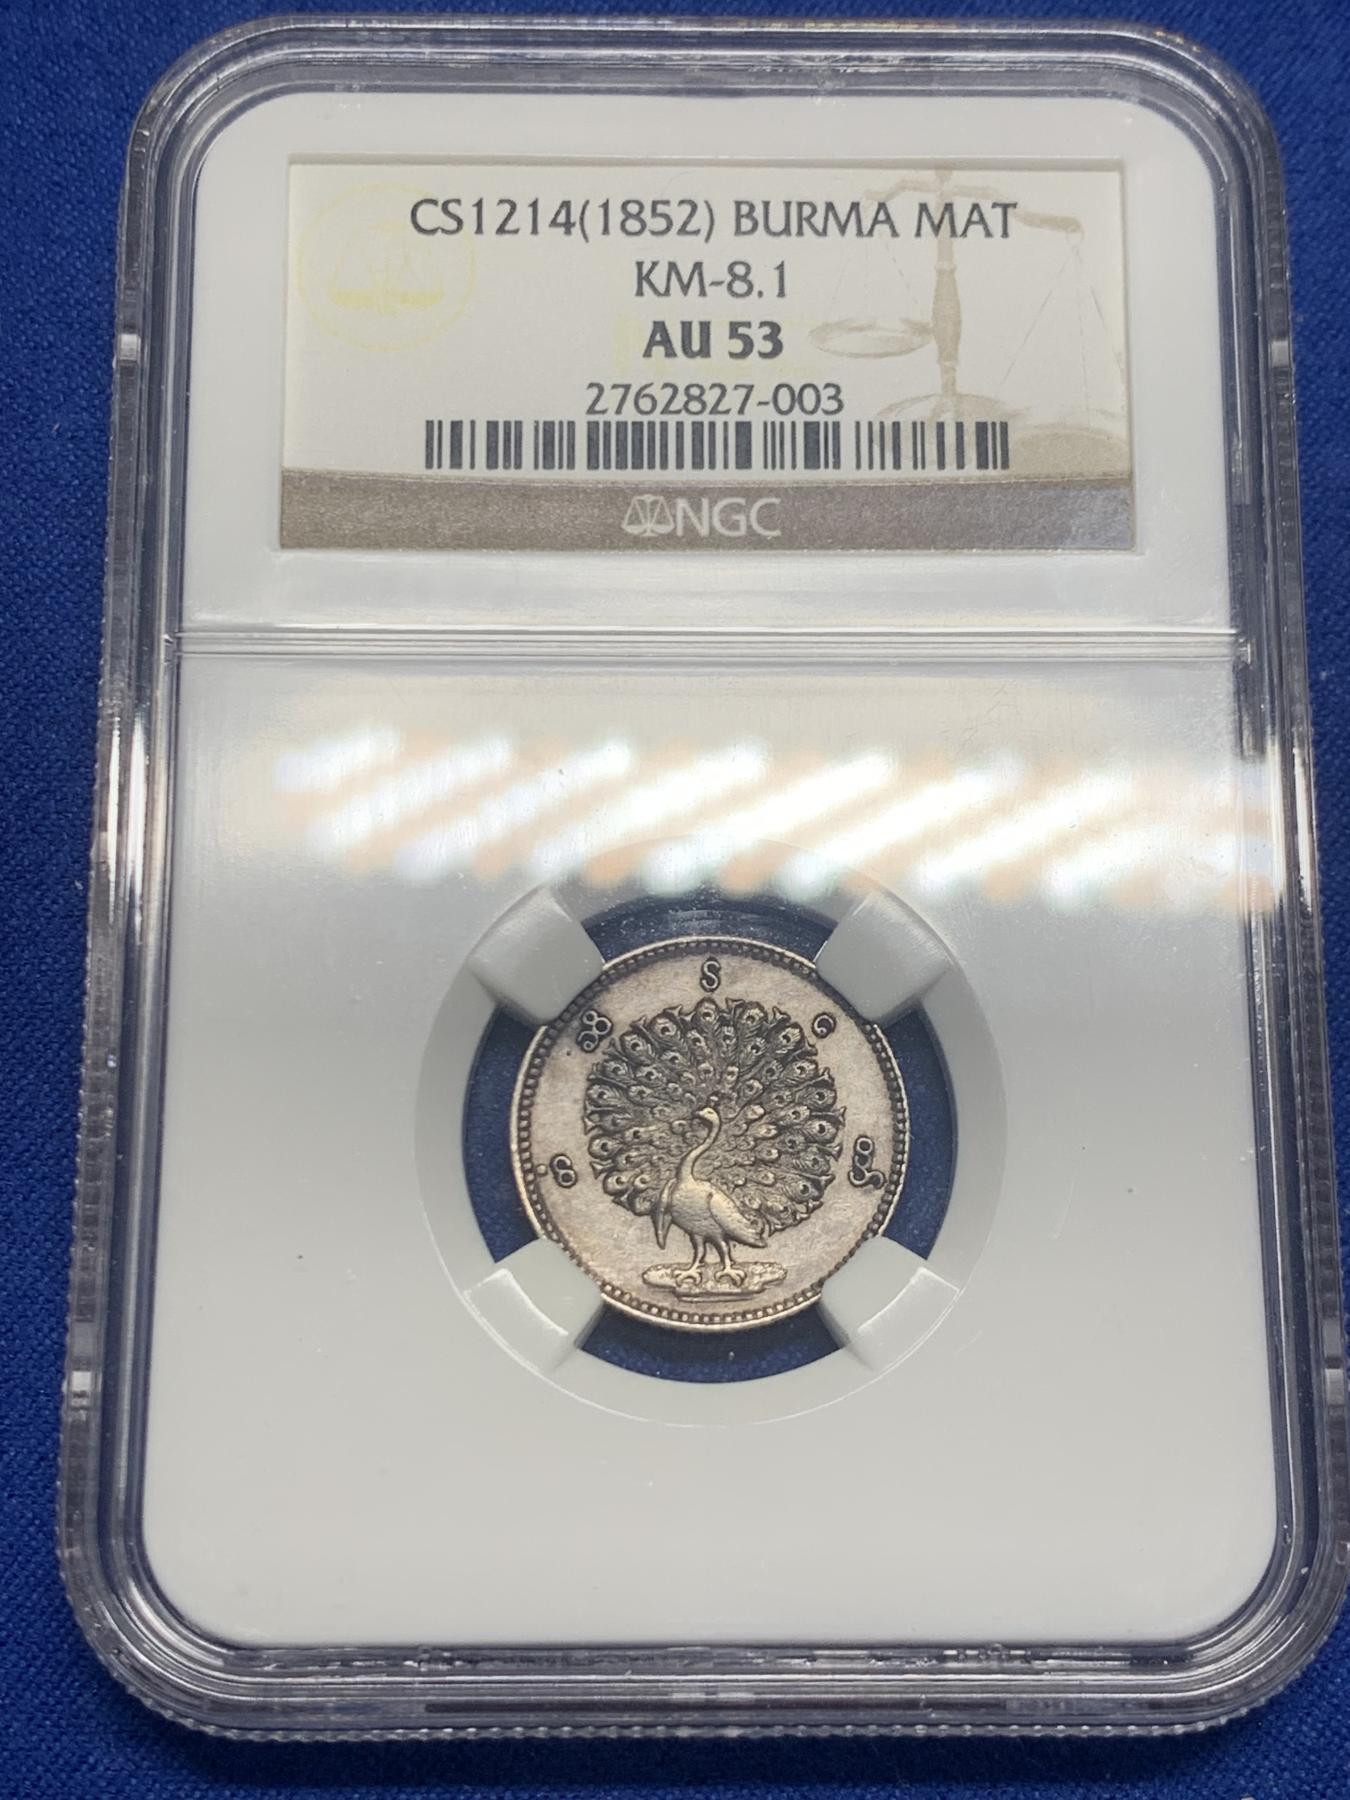 CS1214(1852) BURMA MAT
KM-8.1
AU 53
2762827-003
NGC